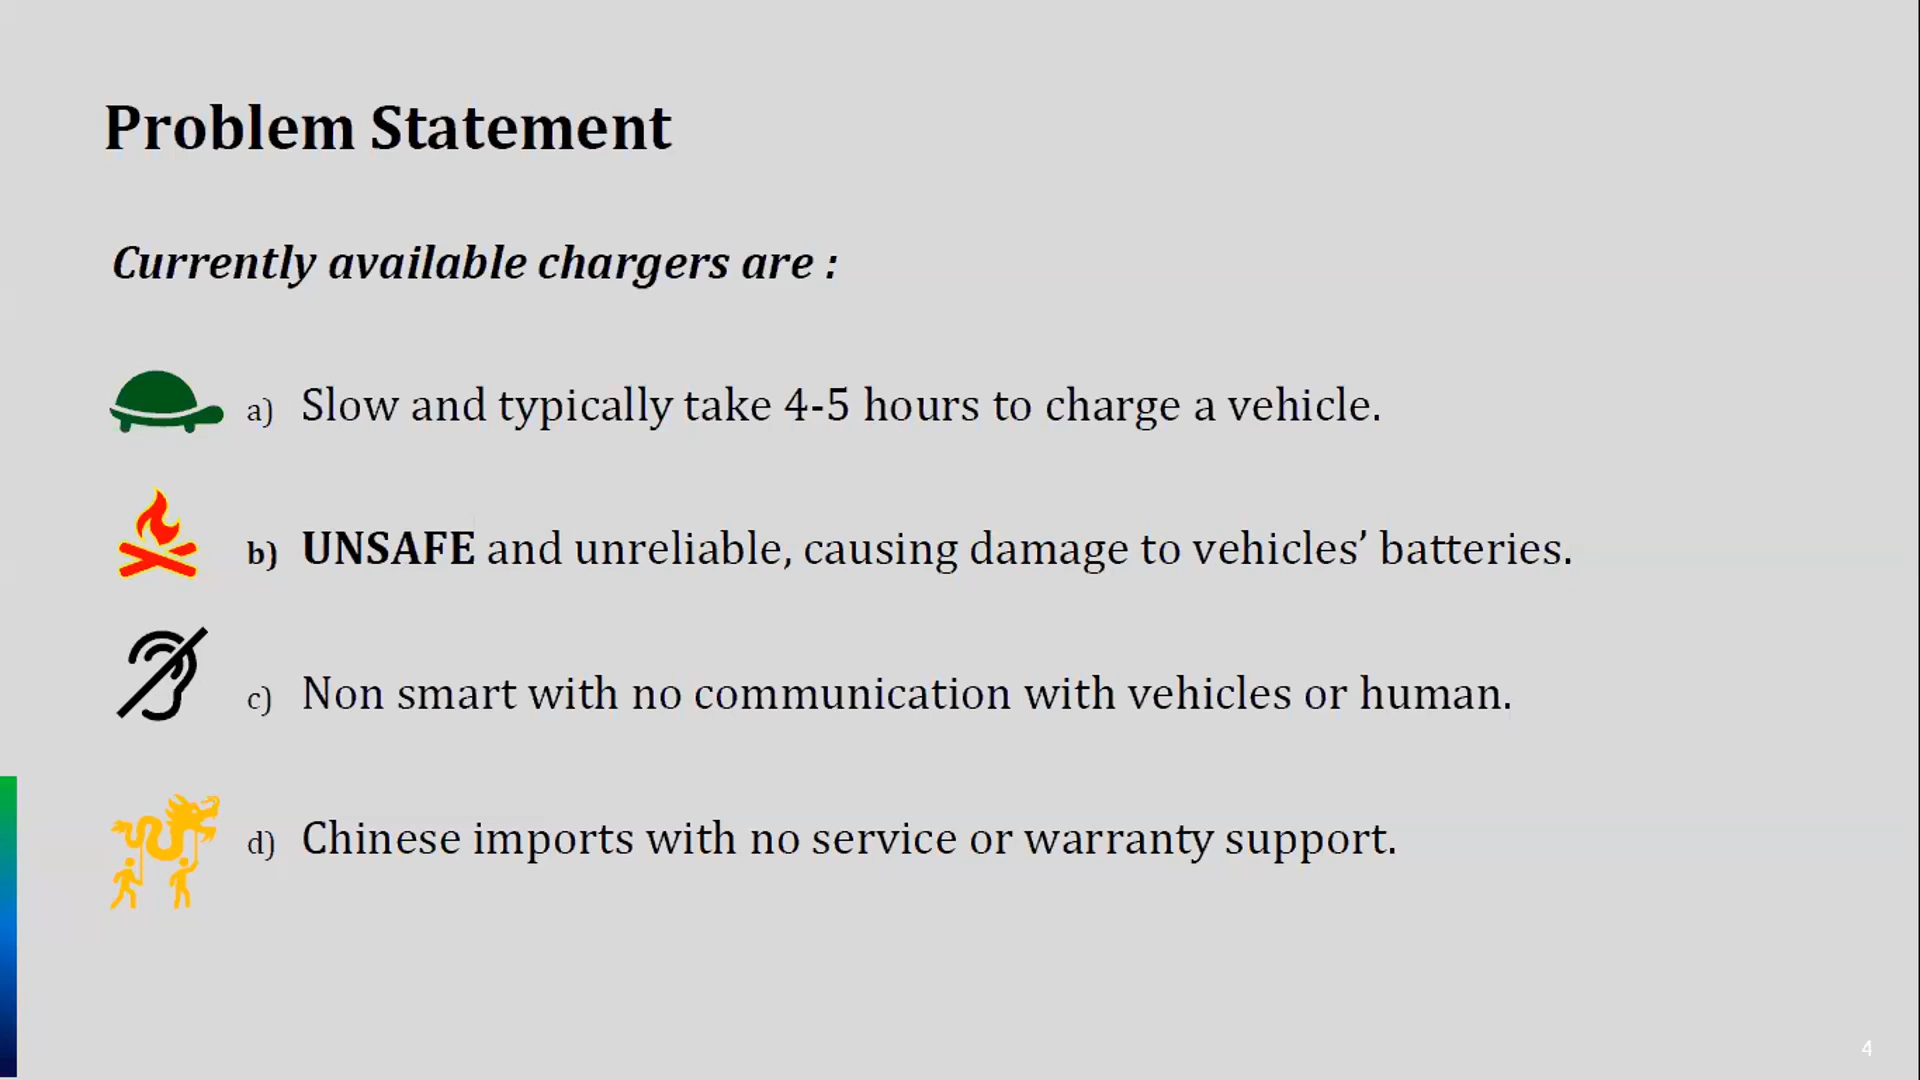 Problem Statement
Currently available chargers are :
a) Slow and typically take 4-5 hours to charge a vehicle.
b) UNSAFE and unreliable, causing damage to vehicles’ batteries.
c) Non smart with no communication with vehicles or human.
d) Chinese imports with no service or warranty support.
4